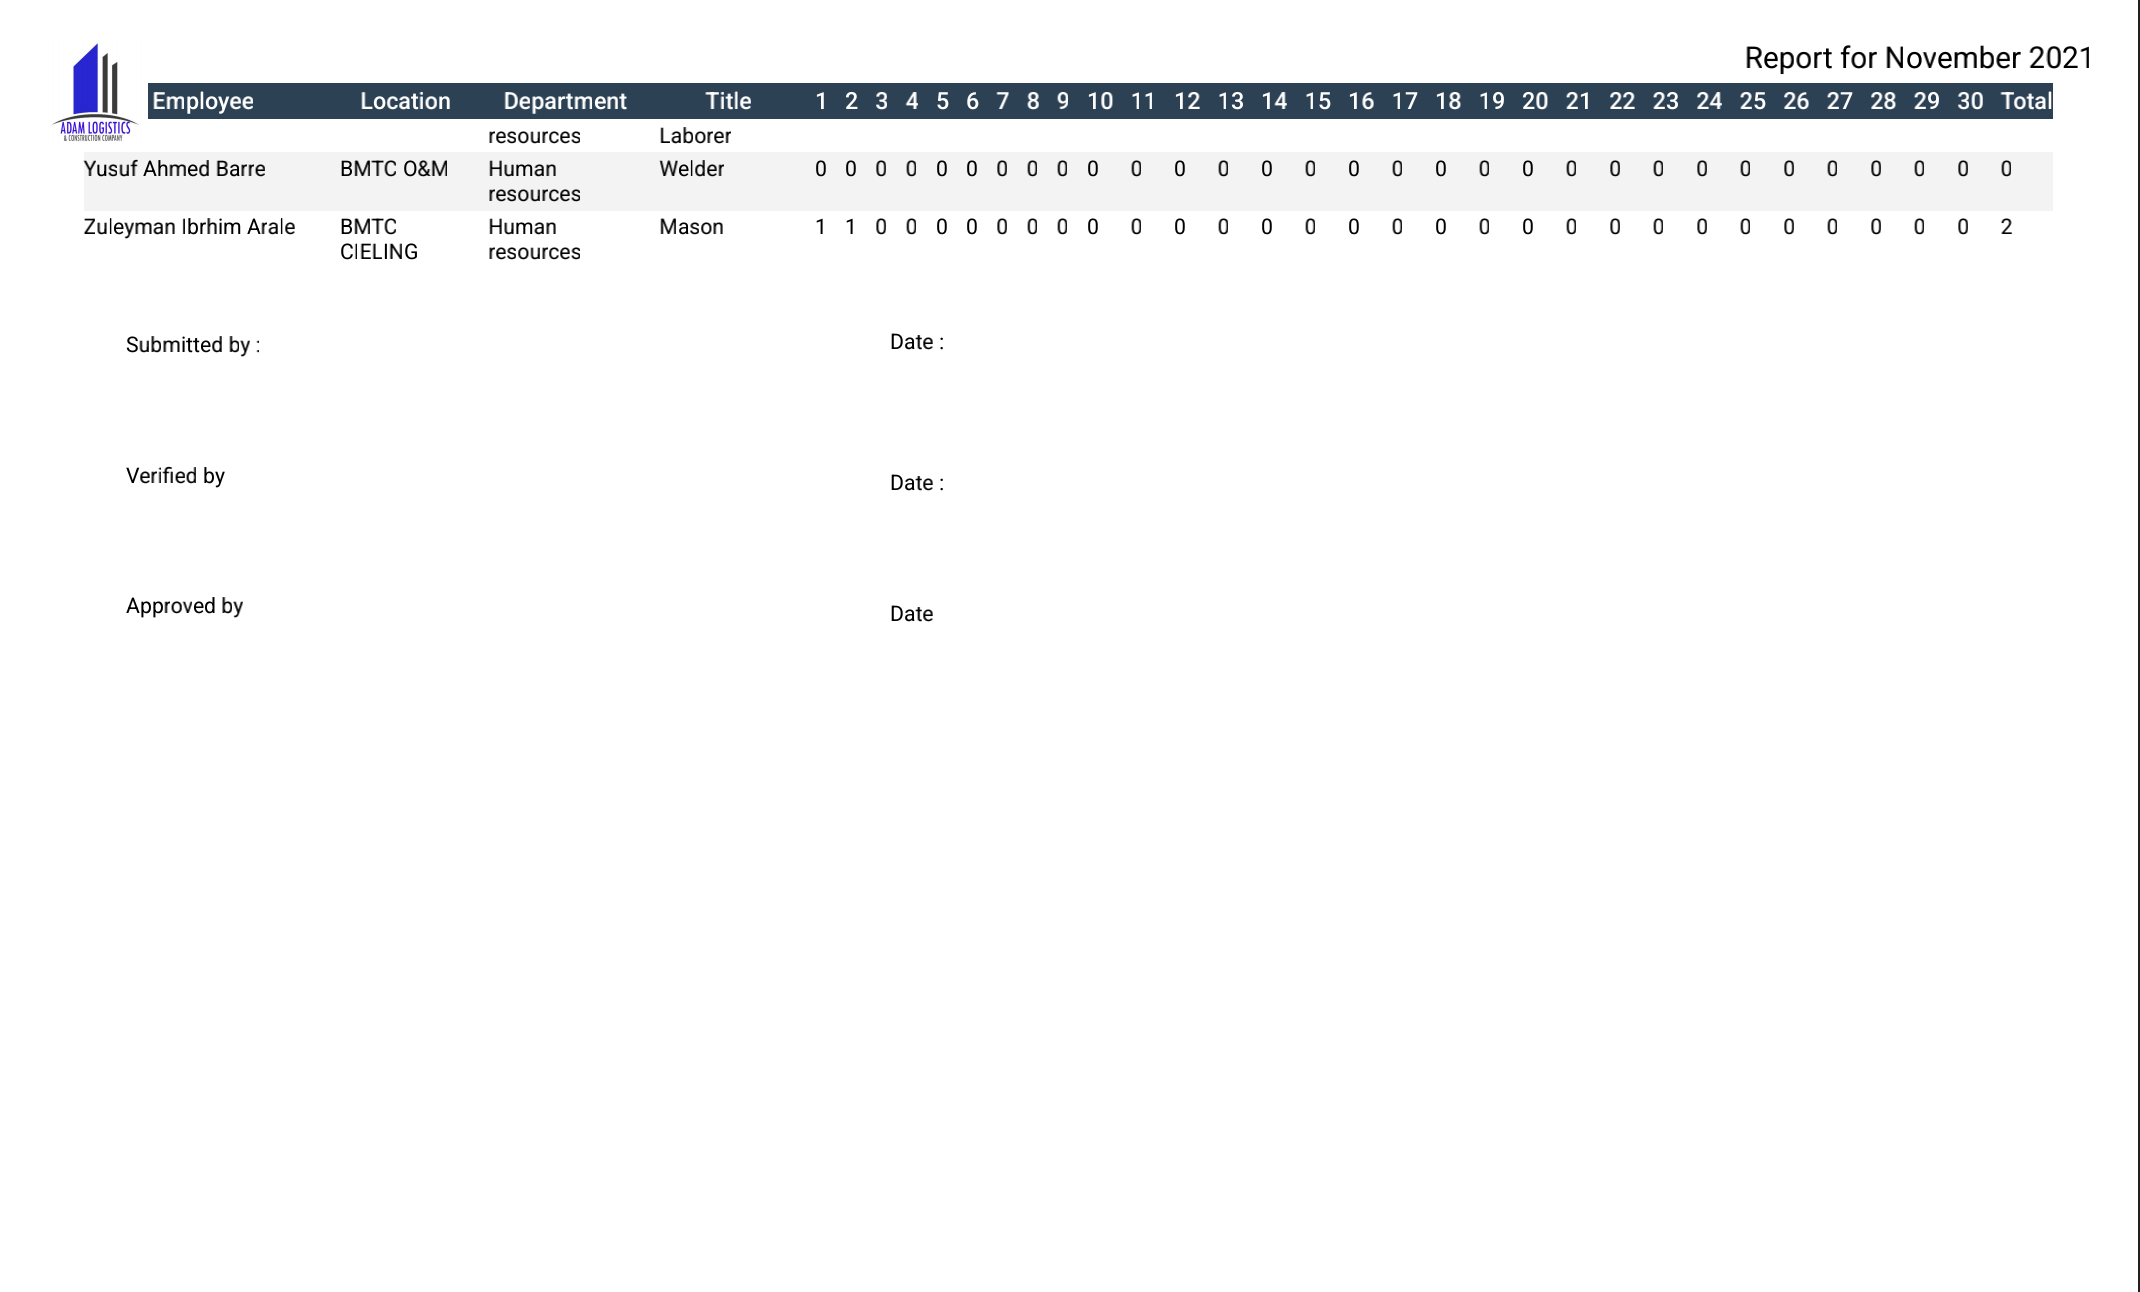 Report for November 2021
ADAM LOGISTICS
& CONSTRUCTION COMPANY
Employee Location Department Title 1 2 3 4 5 6 7 8 9 10 11 12 13 14 15 16 17 18 19 20 21 22 23 24 25 26 27 28 29 30 Total
resources Laborer
Yusuf Ahmed Barre BMTC O&M Human Welder 0 0 0 0 0 0 0 0 0 0 0 0 0 0 0 0 0 0 0 0 0 0 0 0 0 0 0 0 0 0 0
resources
Zuleyman Ibrhim Arale BMTC Human Mason 1 1 0 0 0 0 0 0 0 0 0 0 0 0 0 0 0 0 0 0 0 0 0 0 0 0 0 0 0 0 2
CIELING resources
Submitted by : Date :
Verified by Date :
Approved by Date